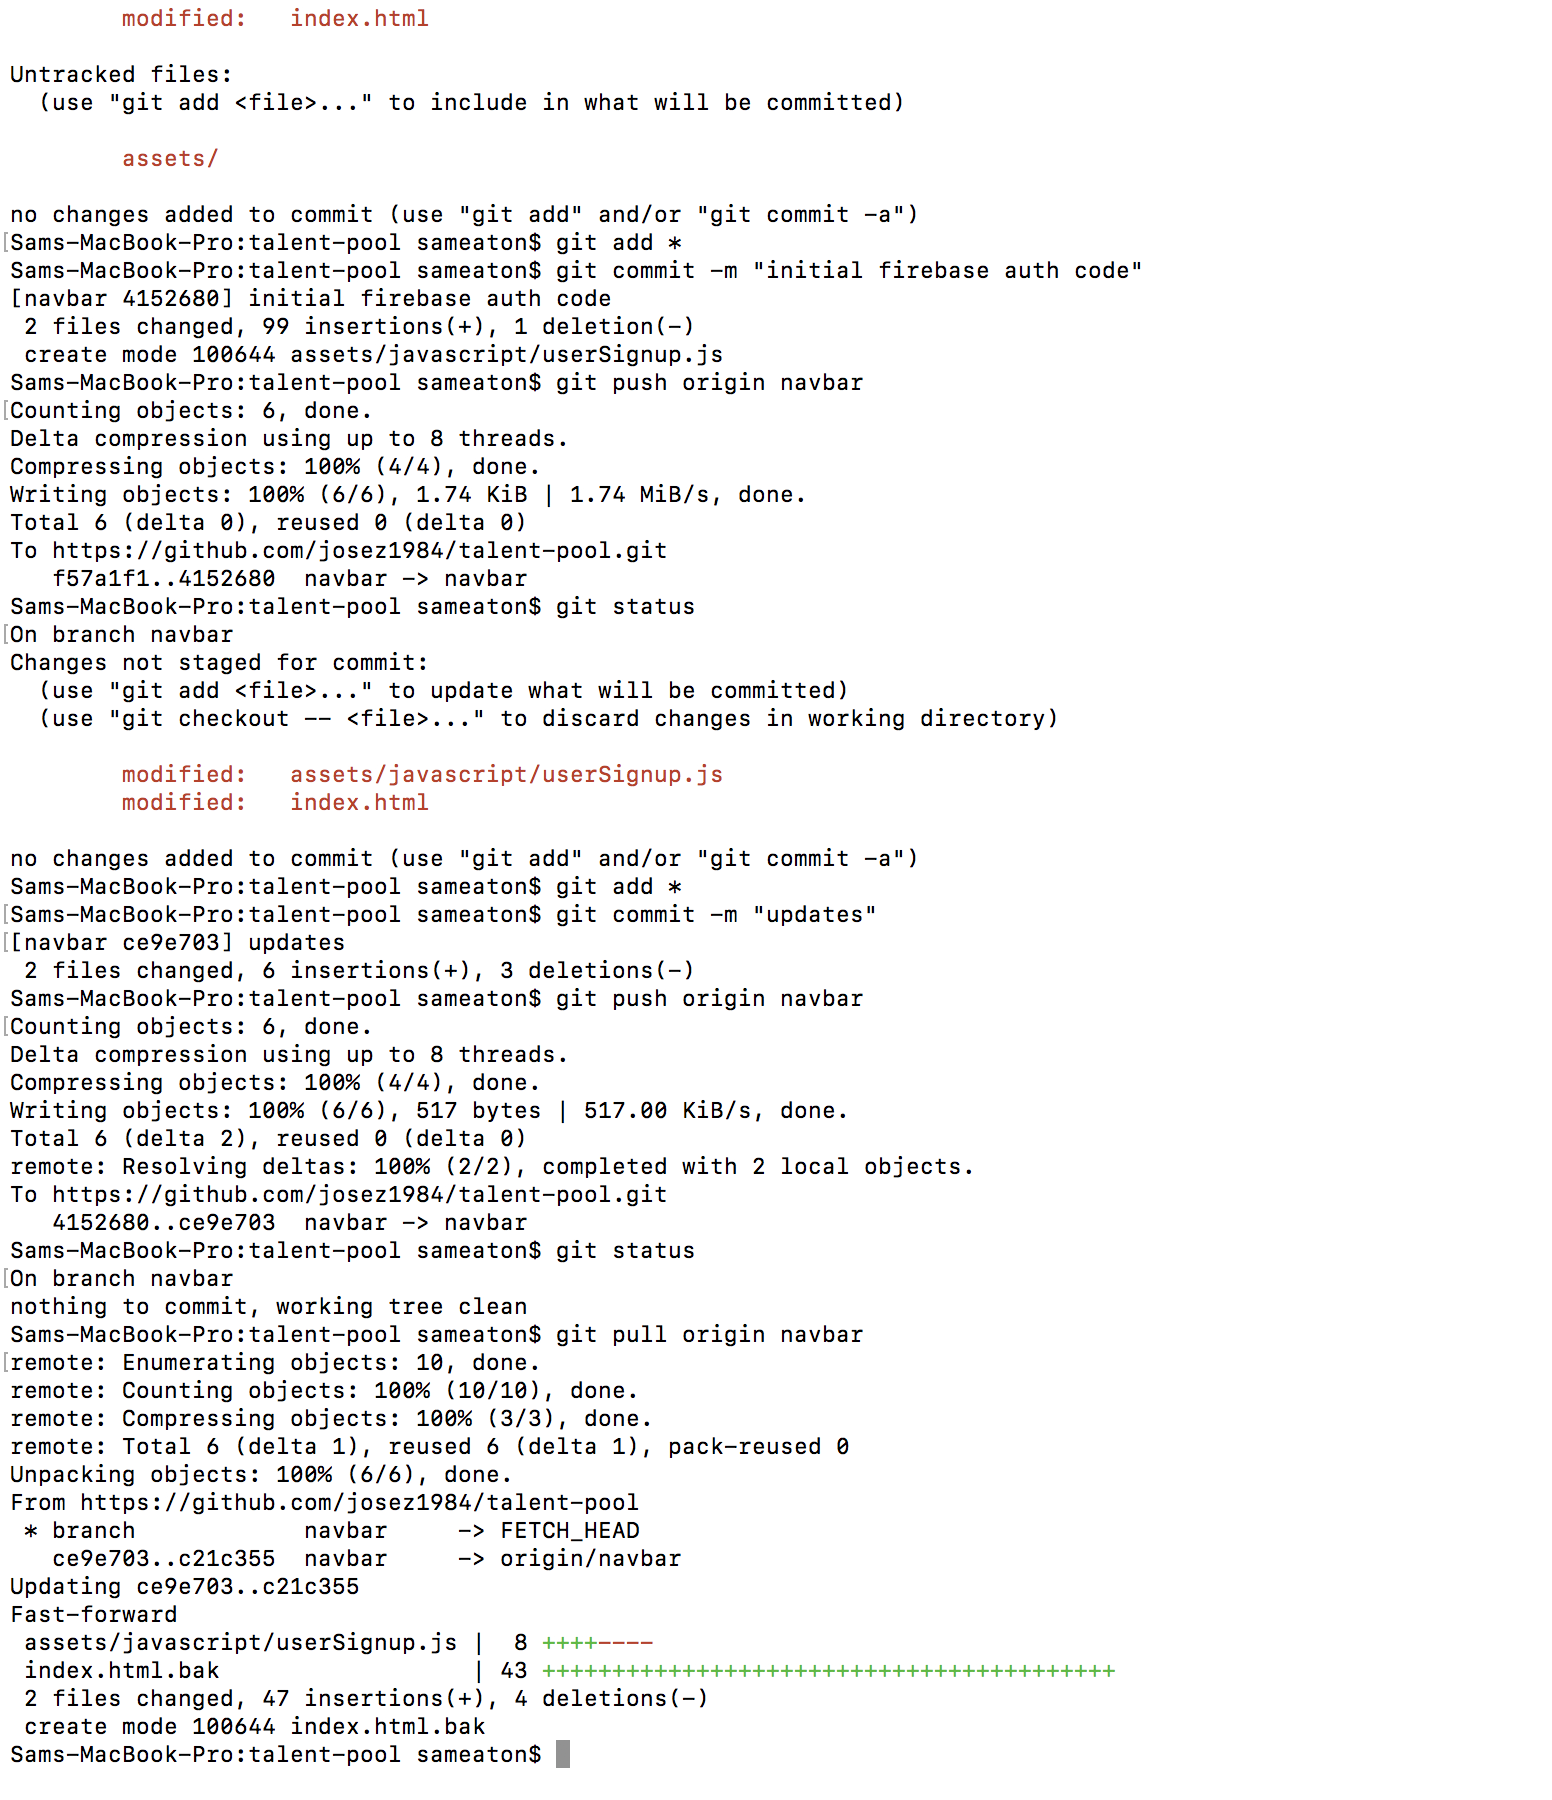 modified:   index.html
Untracked files:
(use "git add <file>..." to include in what will be committed)
assets/
no changes added to commit (use "git add" and/or "git commit -a")
[Sams-MacBook-Pro:talent-pool sameaton$ git add *
Sams-MacBook-Pro:talent-pool sameaton$ git commit -m "initial firebase auth code"
[navbar 4152680] initial firebase auth code
2 files changed, 99 insertions(+), 1 deletion(-)
create mode 100644 assets/javascript/userSignup.js
Sams-MacBook-Pro:talent-pool sameaton$ git push origin navbar
[Counting objects: 6, done.
Delta compression using up to 8 threads.
Compressing objects: 100% (4/4), done.
Writing objects: 100% (6/6), 1.74 KiB | 1.74 MiB/s, done.
Total 6 (delta 0), reused 0 (delta 0)
To https://github.com/josez1984/talent-pool.git
f57a1f1..4152680  navbar -> navbar
Sams-MacBook-Pro:talent-pool sameaton$ git status
[On branch navbar
Changes not staged for commit:
(use "git add <file>..." to update what will be committed)
(use "git checkout -- <file>..." to discard changes in working directory)
modified:   assets/javascript/userSignup.js
modified:   index.html
no changes added to commit (use "git add" and/or "git commit -a")
Sams-MacBook-Pro:talent-pool sameaton$ git add *
[Sams-MacBook-Pro:talent-pool sameaton$ git commit -m "updates"
[[navbar ce9e703] updates
2 files changed, 6 insertions(+), 3 deletions(-)
Sams-MacBook-Pro:talent-pool sameaton$ git push origin navbar
[Counting objects: 6, done.
Delta compression using up to 8 threads.
Compressing objects: 100% (4/4), done.
Writing objects: 100% (6/6), 517 bytes | 517.00 KiB/s, done.
Total 6 (delta 2), reused 0 (delta 0)
remote: Resolving deltas: 100% (2/2), completed with 2 local objects.
To https://github.com/josez1984/talent-pool.git
4152680..ce9e703  navbar -> navbar
Sams-MacBook-Pro:talent-pool sameaton$ git status
[On branch navbar
nothing to commit, working tree clean
Sams-MacBook-Pro:talent-pool sameaton$ git pull origin navbar
[remote: Enumerating objects: 10, done.
remote: Counting objects: 100% (10/10), done.
remote: Compressing objects: 100% (3/3), done.
remote: Total 6 (delta 1), reused 6 (delta 1), pack-reused 0
Unpacking objects: 100% (6/6), done.
From https://github.com/josez1984/talent-pool
* branch            navbar     -> FETCH_HEAD
ce9e703..c21c355  navbar     -> origin/navbar
Updating ce9e703..c21c355
Fast-forward
assets/javascript/userSignup.js |  8 ++++----
index.html.bak                  | 43 +++++++++++++++++++++++++++++++++++++++++
2 files changed, 47 insertions(+), 4 deletions(-)
create mode 100644 index.html.bak
Sams-MacBook-Pro:talent-pool sameaton$